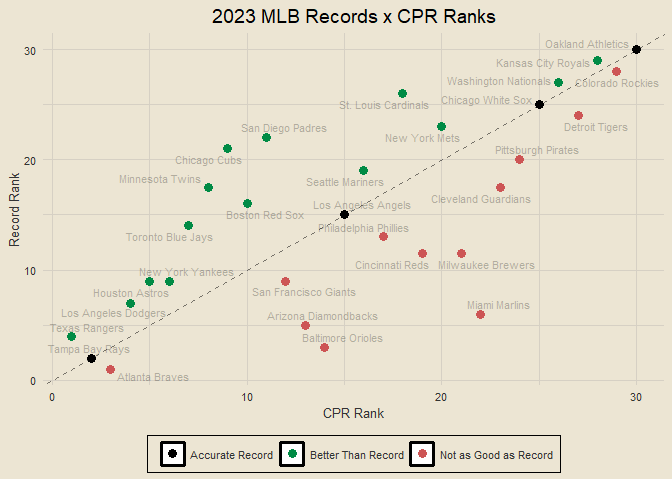 2023 MLB Records x CPR Ranks
Oakland Athletics
30
Kansas City Royals
Washington Nationals
Colorado Rockies
Chicago White Sox
St. Louis Cardinals
San Diego Padres
Detroit Tigers
New York Mets
20
Chicago Cubs
Pittsburgh Pirates
Minnesota Twins
Seattle Mariners
Cleveland Guardians
Boston Red Sox
Los Angeles Angels
Philadelphia Phillies
Toronto Blue Jays
Cincinnati Reds
Milwaukee Brewers
New York Yankees
10
Houston Astros
San Francisco Giants
Los Angeles Dodgers
Miami Marlins
Arizona Diamondbacks
Texas Rangers
Baltimore Orioles
Tampa Bay Rays
Atlanta Braves
0
Record Rank
0
10
20
30
CPR Rank
Accurate Record
Better Than Record
Not as Good as Record